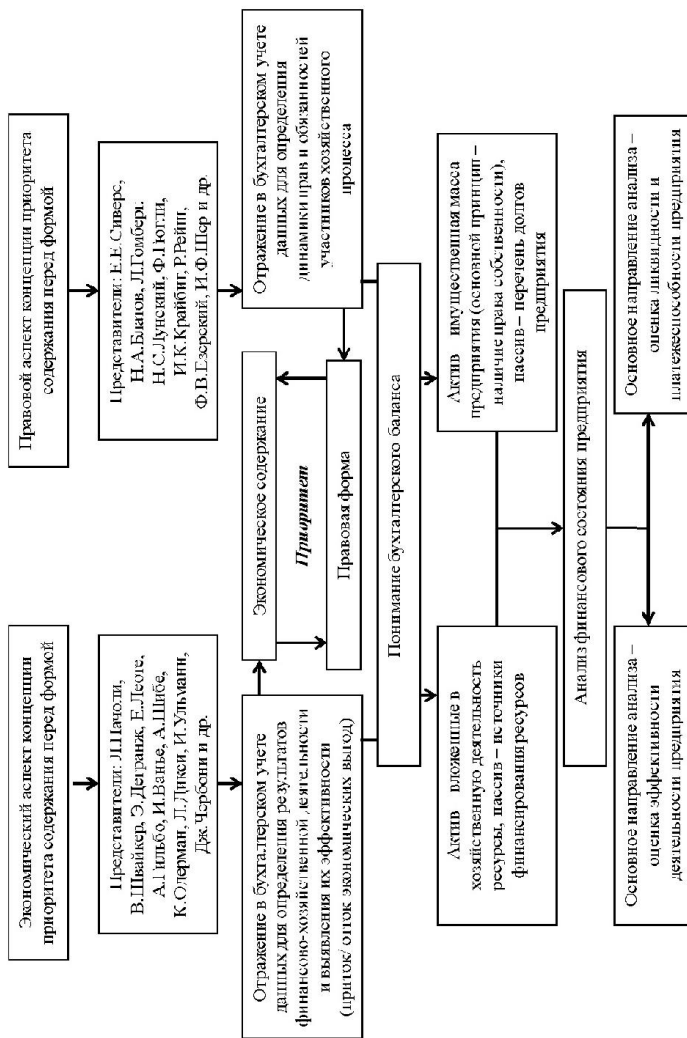 Экономический аспект концепции
приоритета содержания перед формой
Правовой аспект концепции приоритета
содержания перед формой
Представители: Л.Пачоли,
В.Швайкер, Э.Дегранж, Е.Леоте,
А.Гильбо, И.Ванье, А.Шибе,
К.Одерман, Л.Дикси, И.Ульманн,
Дж.Чербони и др.
Представители: Е.Е.Сиверс,
Н.А.Блатов, Л.Гомберг.
Н.С.Лунский, Ф.Гюгли,
И.К.Крайбиг, Р.Рейш,
Ф.В.Езерский, И.Ф.Шер и др.
Отражение в бухгалтерском учете
данных для определения результатов
финансово-хозяйственной деятельности
и выявления их эффективности
(приток/ отток экономических выгод)
Экономическое содержание
Приоритет
Правовая форма
Отражение в бухгалтерском учете
данных для определения
динамики прав и обязанностей
участников хозяйственного
процесса
Понимание бухгалтерского баланса
Актив вложенные в
хозяйственную деятельность
ресурсы, пассив – источники
финансирования ресурсов
Актив имущественная масса
предприятия (основной принцип –
наличие права собственности),
пассив – перечень долгов
предприятия
Анализ финансового состояния предприятия
Основное направление анализа –
оценка эффективности
деятельности предприятия
Основное направление анализа –
оценка ликвидности и
платежеспособности предприятия